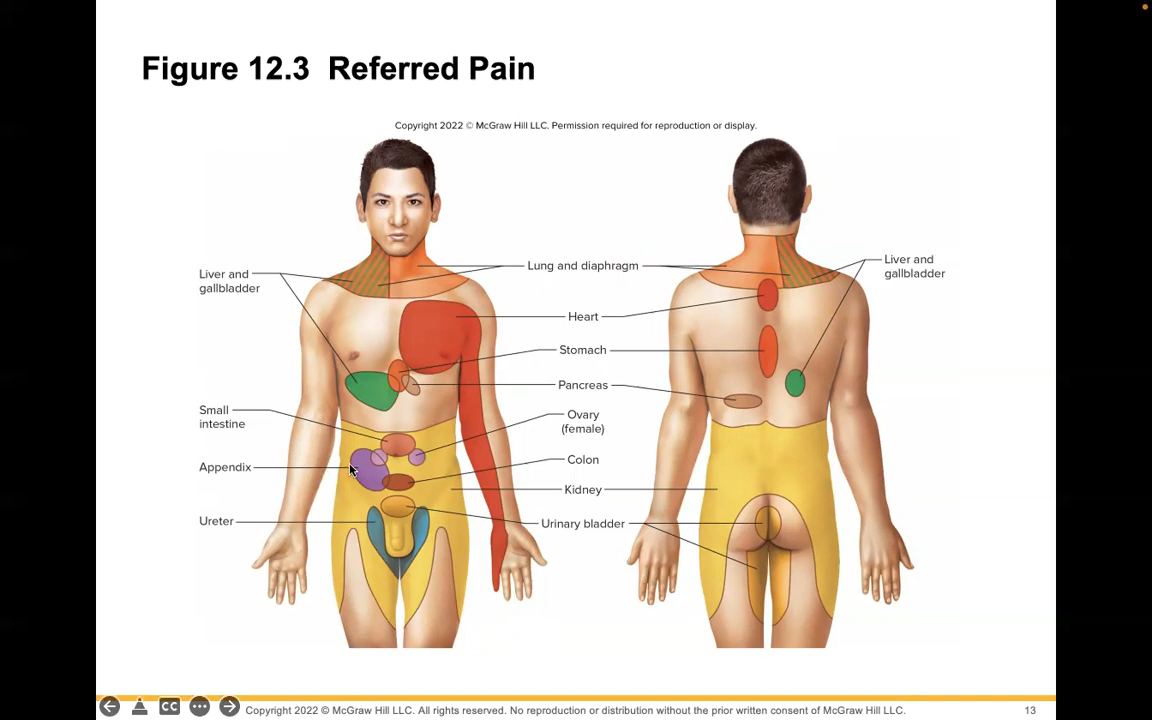 Figure 12.3 Referred Pain
Copyright 2022 © McGraw Hill LLC. Permission required for reproduction or display.
Liver and
gallbladder
Lung and diaphragm
Liver and
gallbladder
Heart
Stomach
Pancreas
Small
intestine
Ovary
(female)
Appendix
Colon
Kidney
Ureter
Urinary bladder
CC
Copyright 2022 © McGraw Hill LLC. All rights reserved. No reproduction or distribution without the prior written consent of McGraw Hill LLC.
13